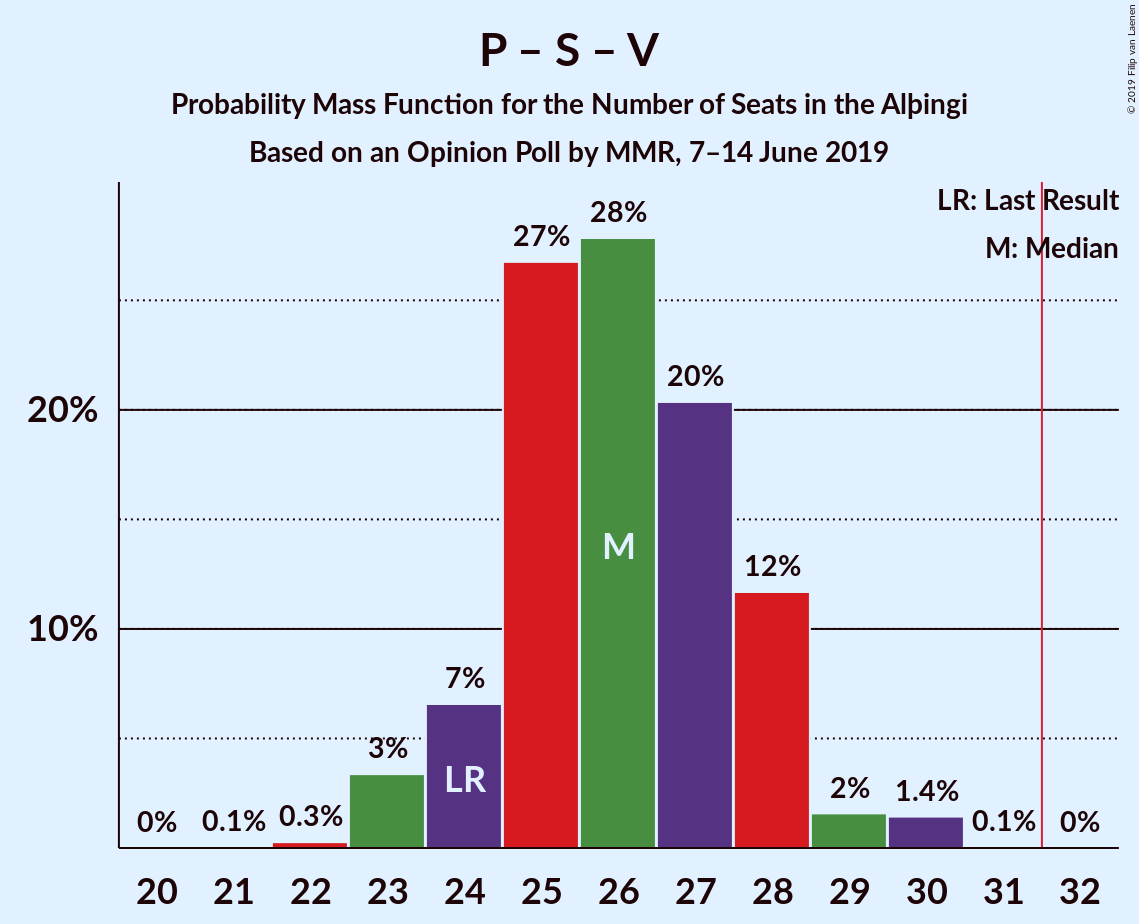 P – S – V
Probability Mass Function for the Number of Seats in the Alþingi
Based on an Opinion Poll by MMR, 7–14 June 2019
© 2019 Filip van Laenen
LR: Last Result
M: Median
28%
27%
20%
20%
12%
10%
7%
3%
2%
1.4%
0%
0.1%
0.3%
0.1%
0%
M
LR
20 21 22 23 24 25 26 27 28 29 30 31 32